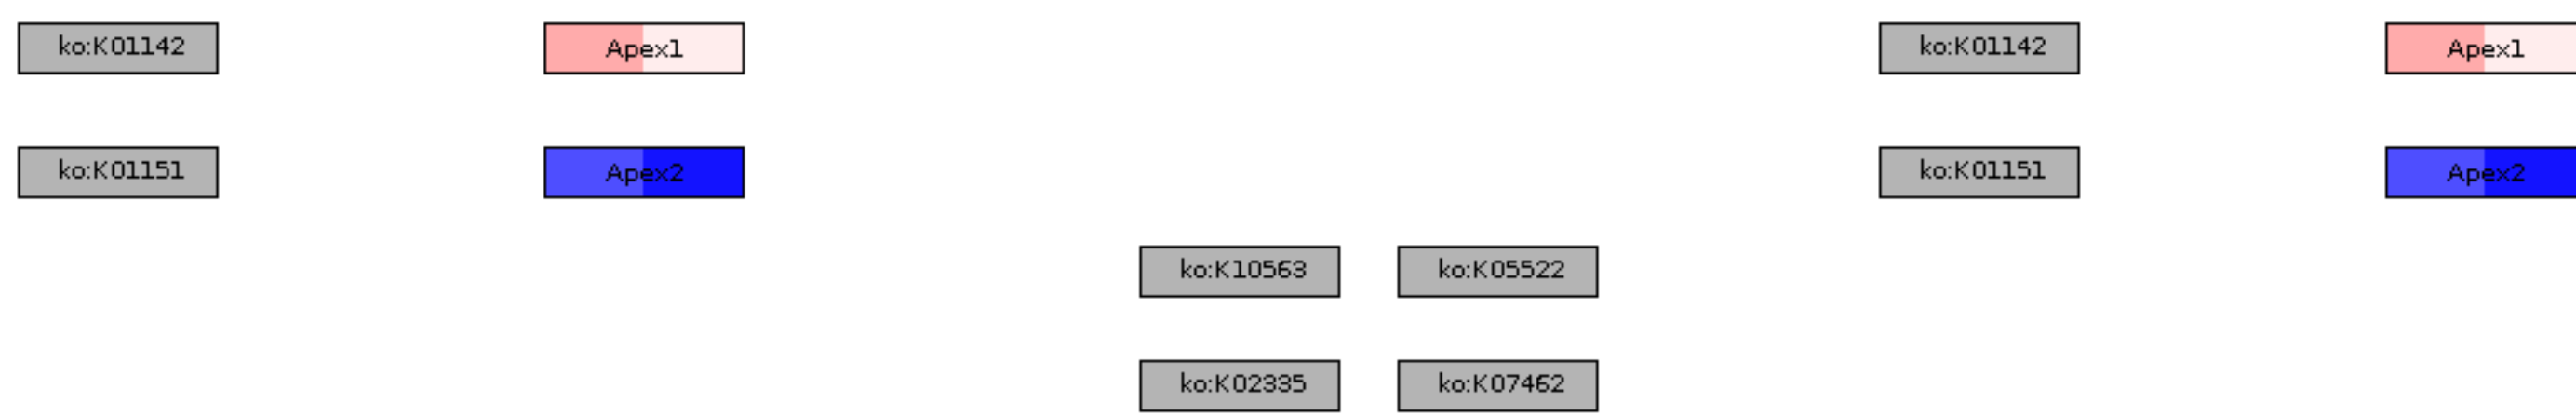 ko:K01142 Apex1 ko:K01142 Apex1
ko:K01151 Apex2 ko:K01151 Apex2
ko:K10563 ko:K05522
ko:K02335 ko:K07462